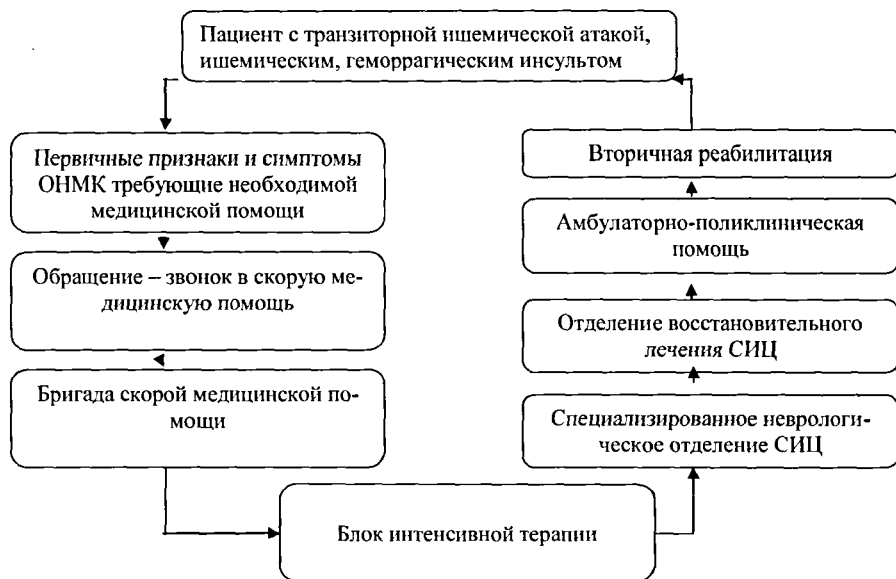 Пациент с транзиторной ишемической атакой,
ишемическим, геморрагическим инсультом
Первичные признаки и симптомы
ОНМК требующие необходимой
медицинской помощи
Обращение – звонок в скорую ме-
дицинскую помощь
Бригада скорой медицинской по-
мощи
Блок интенсивной терапии
Специализированное неврологи-
ческое отделение СИЦ
Отделение восстановительного
лечения СИЦ
Амбулаторно-поликлиническая
помощь
Вторичная реабилитация